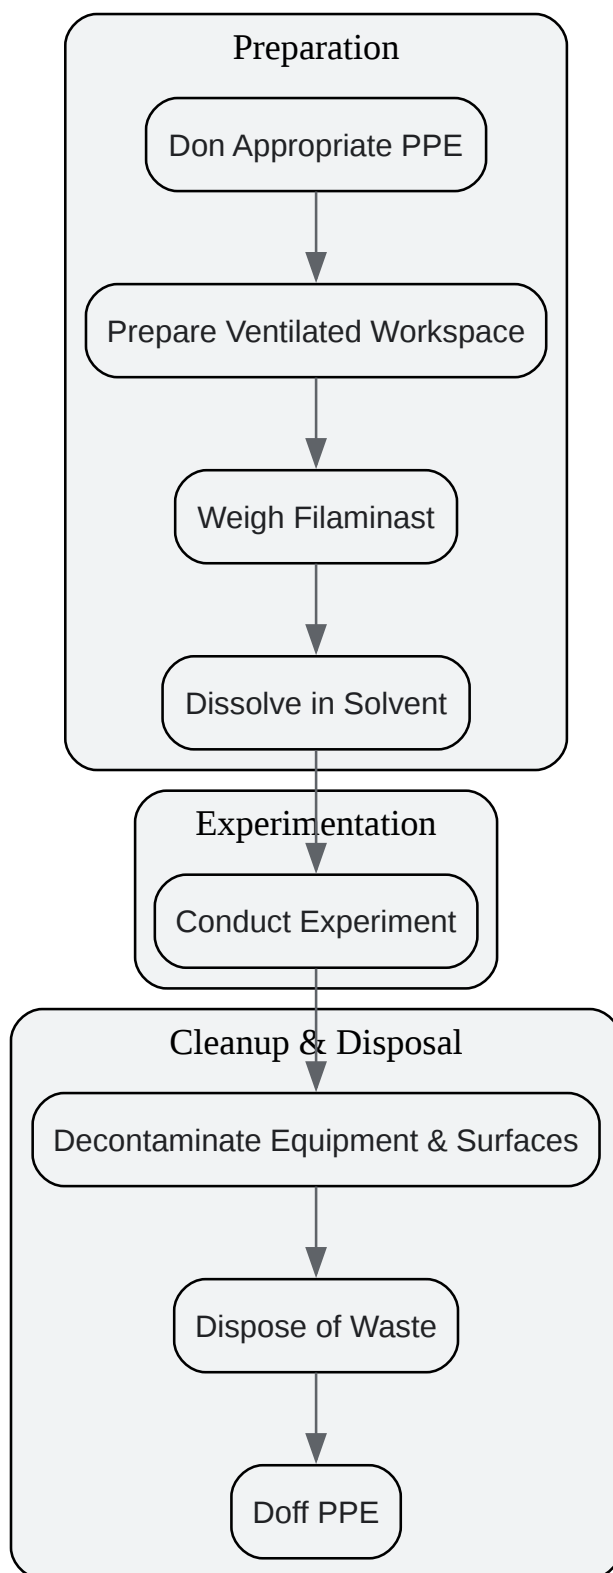 Preparation
Don Appropriate PPE
Prepare Ventilated Workspace
Weigh Filaminast
Dissolve in Solvent
Experimentation
Conduct Experiment
Cleanup & Disposal
Decontaminate Equipment & Surfaces
Dispose of Waste
Doff PPE